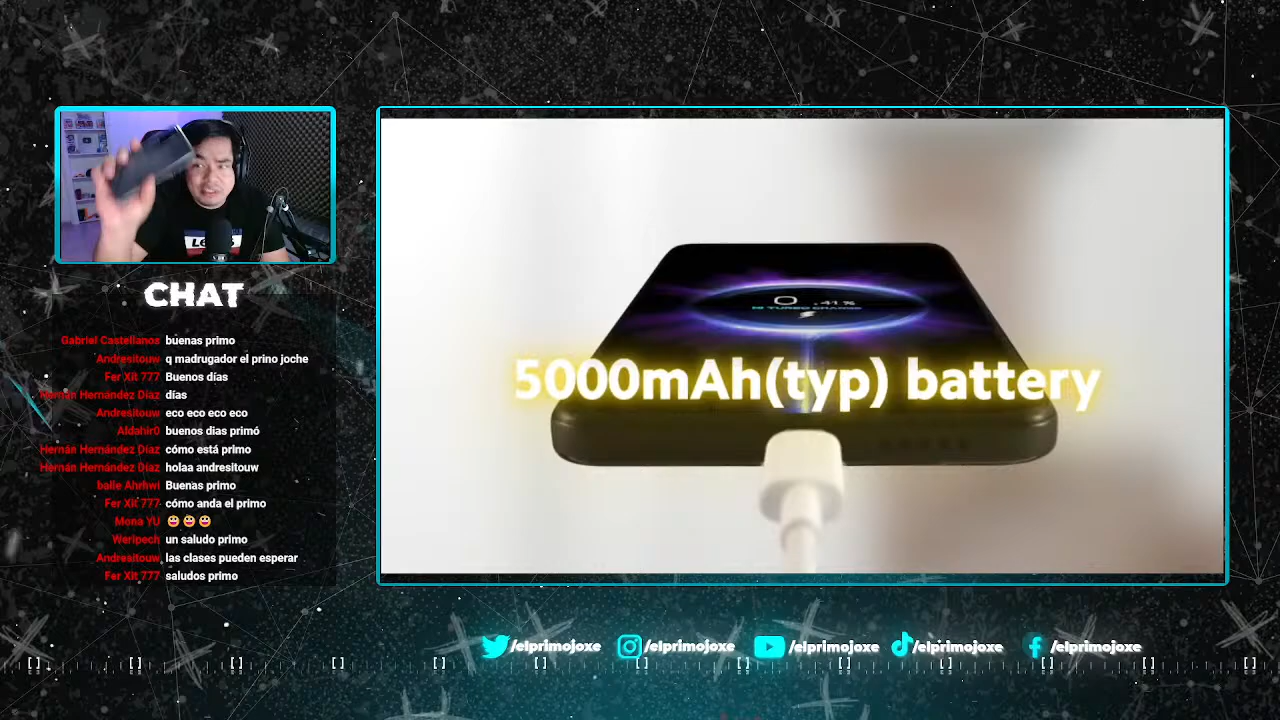 CHAT
Gabriel Castellanos buenas primo
Andresitouw q madrugador el prino joche
Fer Xit 777 Buenos días
Hernán Hernández Díaz días
Andresitouw eco eco eco eco
Aldahir0 buenos dias primó
Hernán Hernández Díaz cómo está primo
Hernán Hernández Díaz holaa andresitouw
Buenas primo
Fer Xit 777 cómo anda el primo
Mona YU 😀😀😀
Weripech un saludo primo
Andresitouw las clases pueden esperar
Fer Xit 777 saludos primo
41%
5000mAh(typ) battery
/elprimojoxe /elprimojoxe /elprimojoxe /elprimojoxe /elprimojoxe